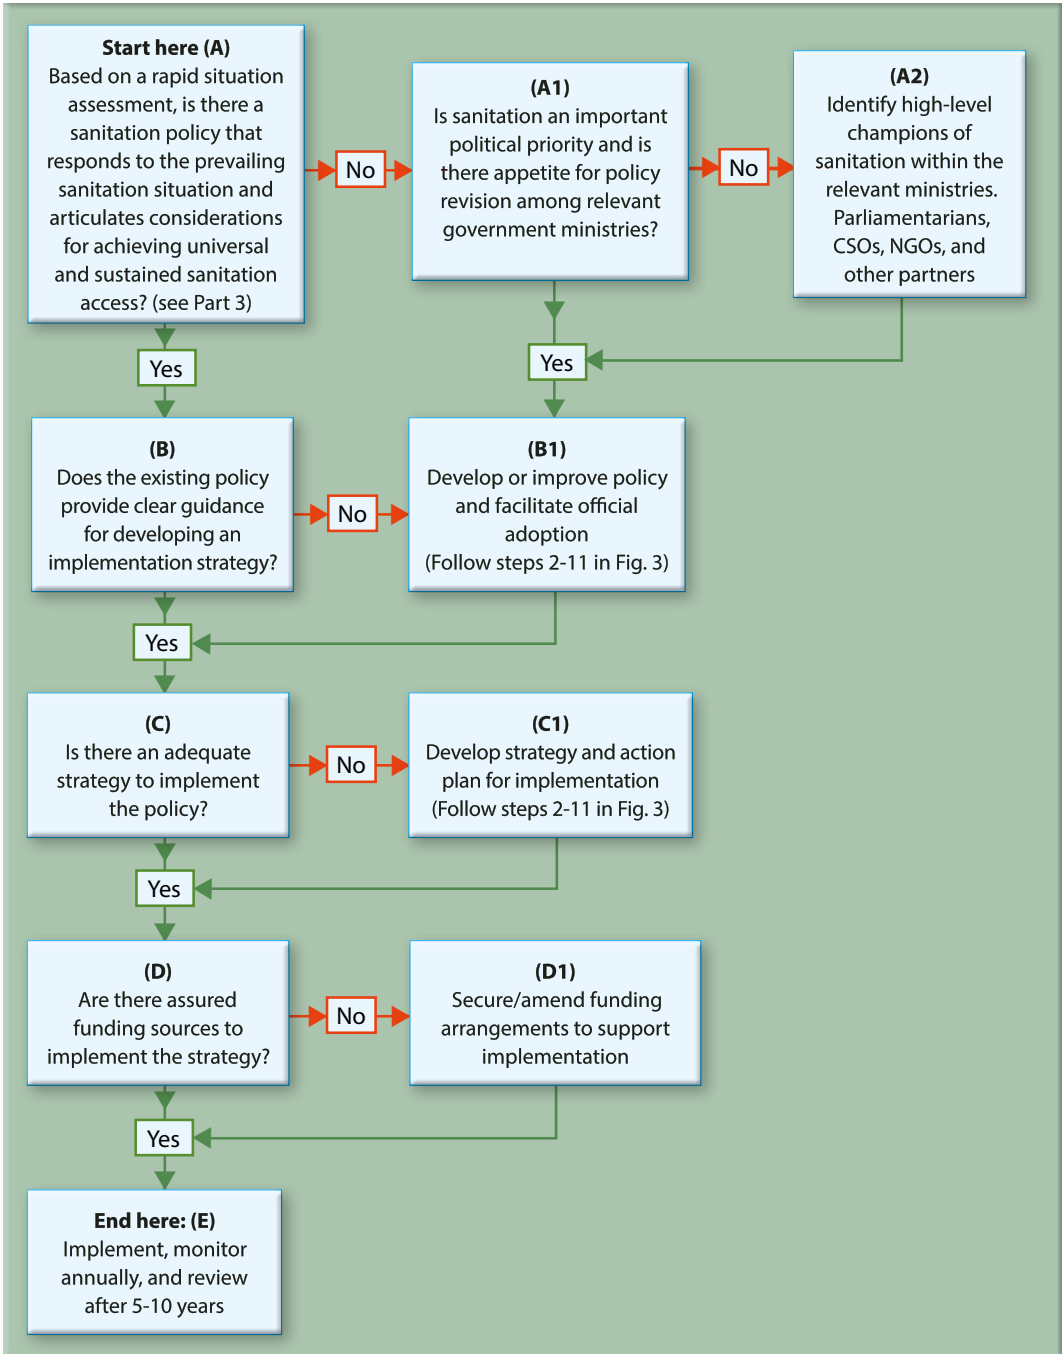 Start here (A)
Based on a rapid situation
assessment, is there a
sanitation policy that
responds to the prevailing
sanitation situation and
articulates considerations
for achieving universal
and sustained sanitation
access? (see Part 3)
No
(A1)
Is sanitation an important
political priority and is
there appetite for policy
revision among relevant
government ministries?
No
(A2)
Identify high-level
champions of
sanitation within the
relevant ministries.
Parliamentarians,
CSOs, NGOs, and
other partners
Yes
Yes
(B)
Does the existing policy
provide clear guidance
for developing an
implementation strategy?
No
(B1)
Develop or improve policy
and facilitate official
adoption
(Follow steps 2-11 in Fig. 3)
Yes
(C)
Is there an adequate
strategy to implement
the policy?
No
(C1)
Develop strategy and action
plan for implementation
(Follow steps 2-11 in Fig. 3)
Yes
(D)
Are there assured
funding sources to
implement the strategy?
No
(D1)
Secure/amend funding
arrangements to support
implementation
Yes
End here: (E)
Implement, monitor
annually, and review
after 5-10 years